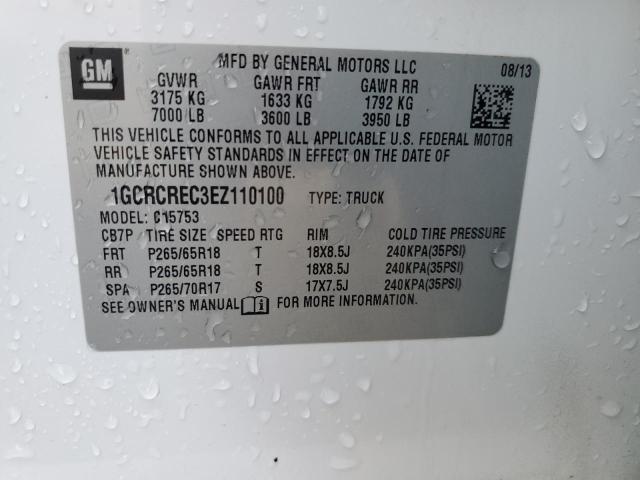 GM
MFD BY GENERAL MOTORS LLC 08/13
GVWR GAWR FRT GAWR RR
3175 KG 1633 KG 1792 KG
7000 LB 3600 LB 3950 LB
THIS VEHICLE CONFORMS TO ALL APPLICABLE U.S. FEDERAL MOTOR
VEHICLE SAFETY STANDARDS IN EFFECT ON THE DATE OF
MANUFACTURE SHOWN ABOVE.
1GCRCREC3EZ110100 TYPE: TRUCK
MODEL: C15753
CB7P TIRE SIZE SPEED RTG RIM COLD TIRE PRESSURE
FRT P265/65R18 T 18X8.5J 240KPA(35PSI)
RR P265/65R18 T 18X8.5J 240KPA(35PSI)
SPA P265/70R17 S 17X7.5J 240KPA(35PSI)
SEE OWNER'S MANUAL i FOR MORE INFORMATION.